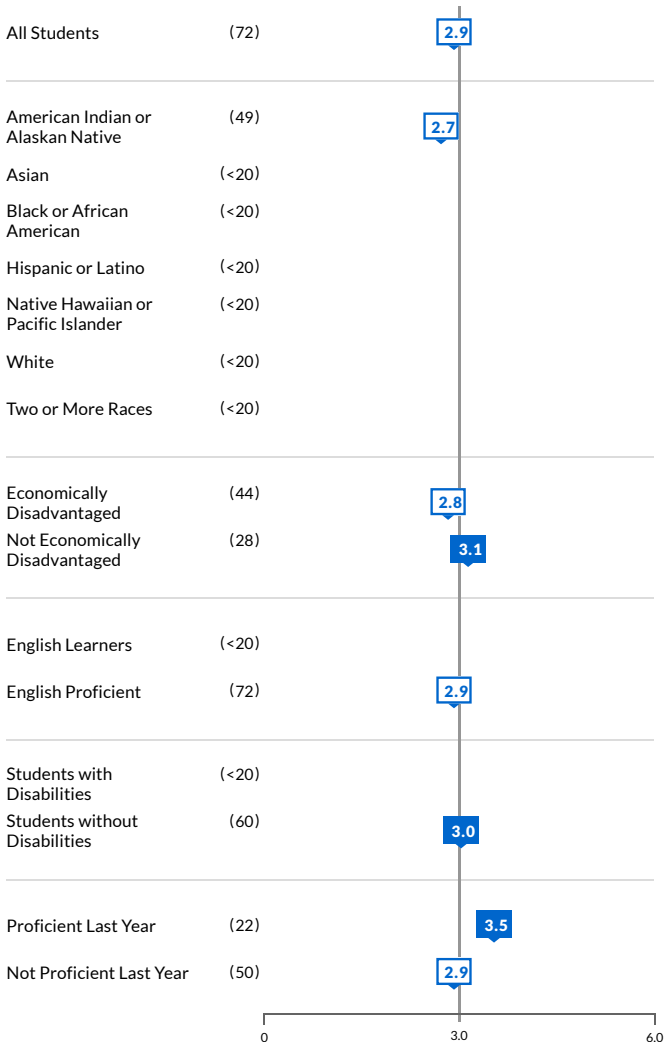 All Students (72) 2.9
American Indian or (49)
Alaskan Native 2.7
Asian (<20)
Black or African (<20)
American
Hispanic or Latino (<20)
Native Hawaiian or (<20)
Pacific Islander
White (<20)
Two or More Races (<20)
Economically (44) 2.8
Disadvantaged
Not Economically (28) 3.1
Disadvantaged
English Learners (<20)
English Proficient (72) 2.9
Students with (<20)
Disabilities
Students without (60) 3.0
Disabilities
Proficient Last Year (22) 3.5
Not Proficient Last Year (50) 2.9
0 3.0 6.0